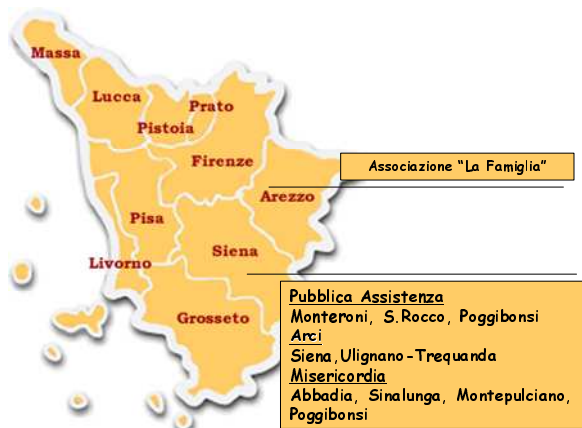 Massa
Lucca
Prato
Pistoia
Firenze
Associazione "La Famiglia"
Arezzo
Pisa
Siena
Livorno
Grosseto
Pubblica Assistenza
Monteroni, S.Rocco, Poggibonsi
Arci
Siena,Ulignano-Trequanda
Misericordia
Abbadia, Sinalunga, Montepulciano,
Poggibonsi